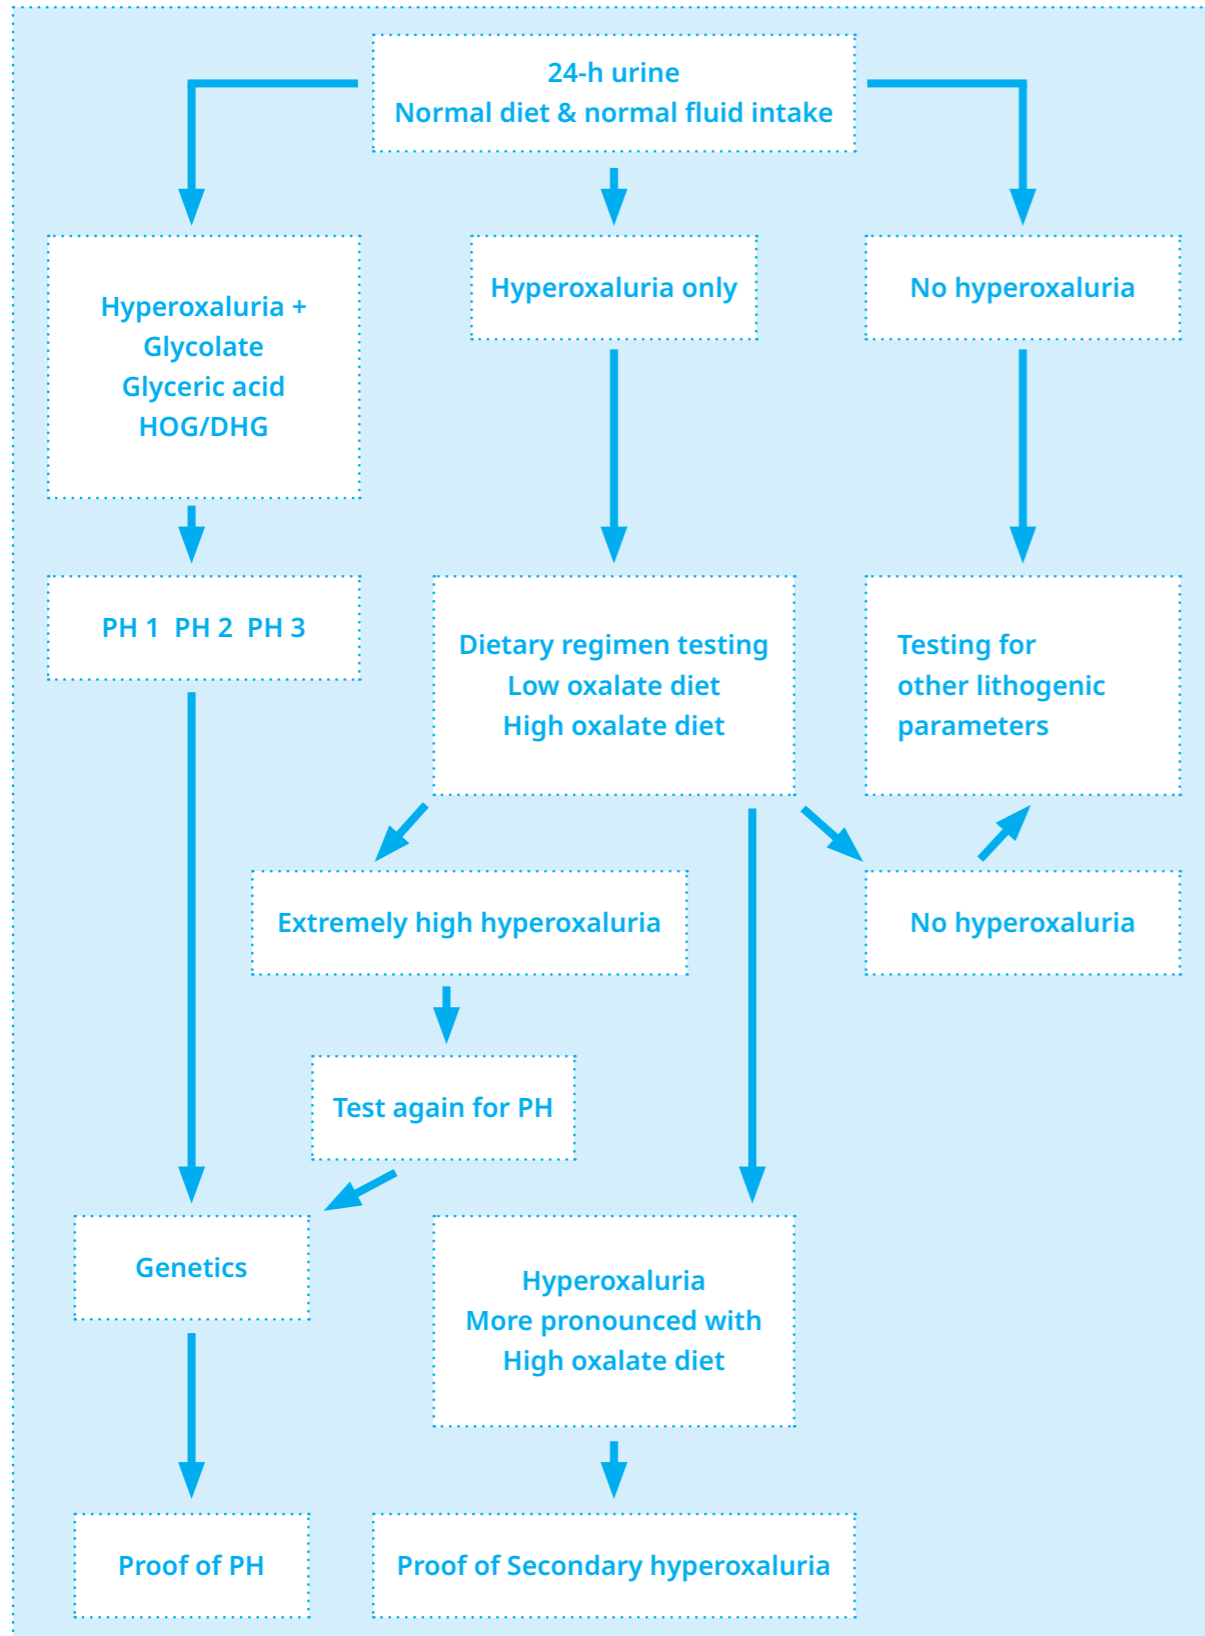 24-h urine
Normal diet & normal fluid intake
Hyperoxaluria +
Glycolate
Glyceric acid
HOG/DHG
Hyperoxaluria only
No hyperoxaluria
PH 1 PH 2 PH 3
Dietary regimen testing
Low oxalate diet
High oxalate diet
Testing for
other lithogenic
parameters
Extremely high hyperoxaluria
No hyperoxaluria
Test again for PH
Genetics
Hyperoxaluria
More pronounced with
High oxalate diet
Proof of PH
Proof of Secondary hyperoxaluria